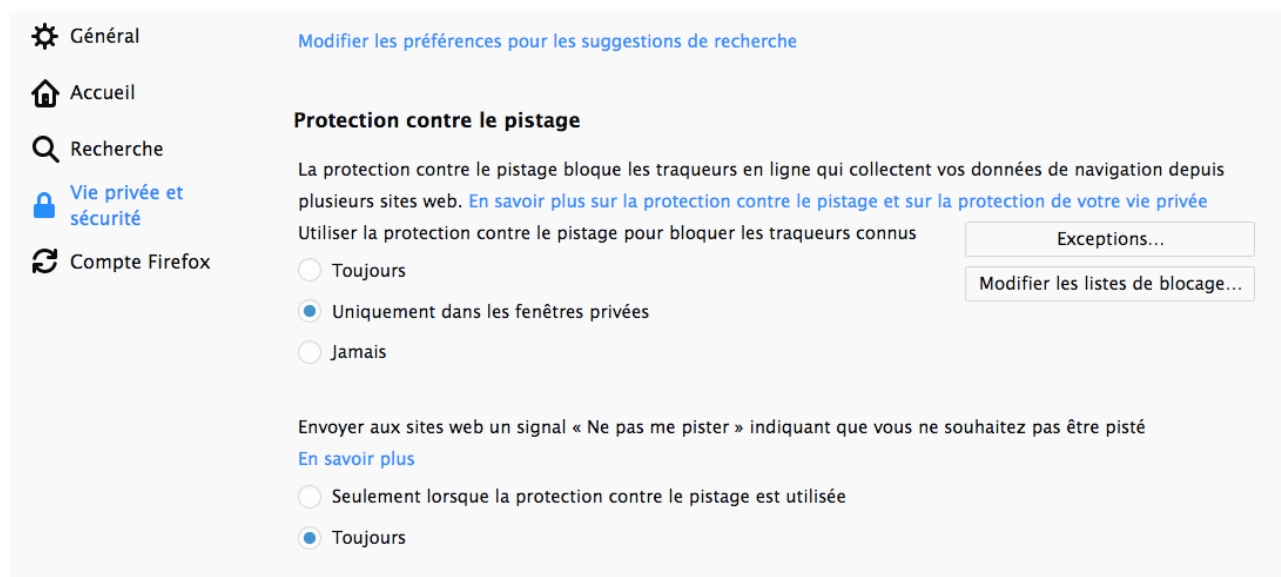 Général
Accueil
Recherche
Vie privée et
sécurité
Compte Firefox
Modifier les préférences pour les suggestions de recherche
Protection contre le pistage
La protection contre le pistage bloque les traqueurs en ligne qui collectent vos données de navigation depuis
plusieurs sites web. En savoir plus sur la protection contre le pistage et sur la protection de votre vie privée
Utiliser la protection contre le pistage pour bloquer les traqueurs connus
Exceptions...
Toujours
Modifier les listes de blocage...
Uniquement dans les fenêtres privées
Jamais
Envoyer aux sites web un signal « Ne pas me pister » indiquant que vous ne souhaitez pas être pisté
En savoir plus
Seulement lorsque la protection contre le pistage est utilisée
Toujours